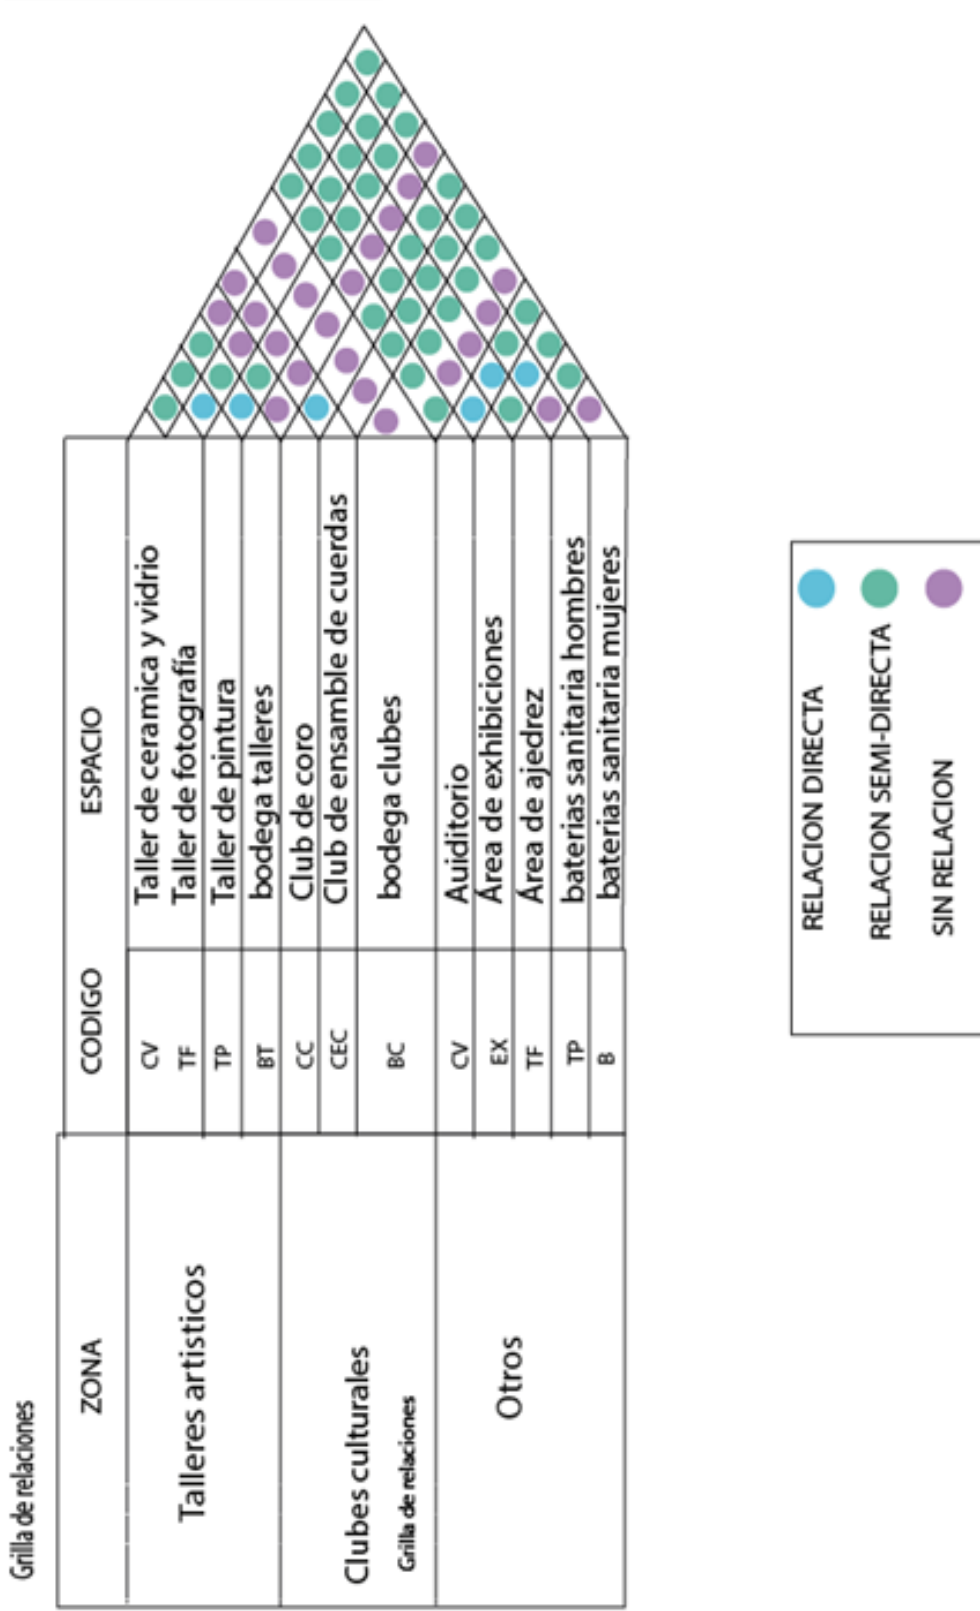 Grilla de relaciones
ZONA CODIGO ESPACIO
Talleres artisticos
CV Taller de ceramica y vidrio
TF Taller de fotografía
TP Taller de pintura
BT bodega talleres
Clubes culturales
Grilla de relaciones
CC Club de coro
CEC Club de ensamble de cuerdas
BC bodega clubes
Otros
CV Auiditorio
EX Área de exhibiciones
TF Área de ajedrez
TP baterias sanitaria hombres
B baterias sanitaria mujeres
RELACION DIRECTA
RELACION SEMI-DIRECTA
SIN RELACION